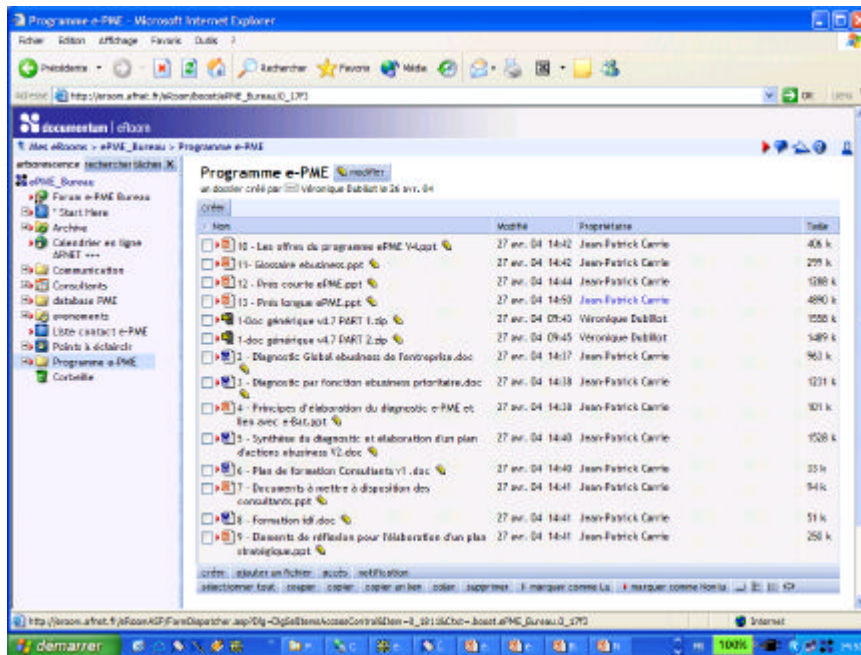 Programme e-PME - Microsoft Internet Explorer
Fichier Edition Affichage Favoris Outils ?
Précédente Rechercher Favoris Média
Adresse OK Liens
documentum | eRoom
Mes eRooms > ePME_Bureau > Programme e-PME
arborescence rechercher tâches X
ePME_Bureau
Forum e-PME Bureau
* Start Here
Archive
Calendrier en ligne
AFNET +++
Communication
Consultants
database PME
evenements
Liste contact e-PME
Points à éclaircir
Programme e-PME
Corbeille
Programme e-PME modifier
un dossier créé par Véronique Debillot le 26 avr. 04
créer
Nom Modifié Propriétaire Taille
10 - Les offres du programme ePME V4.ppt 27 avr. 04 14:42 Jean-Patrick Carrie 406 k
11- Glossaire ebusiness.ppt 27 avr. 04 14:42 Jean-Patrick Carrie 299 k
12 - Prés courte ePME.ppt 27 avr. 04 14:44 Jean-Patrick Carrie 1288 k
13 - Prés longue ePME.ppt 27 avr. 04 14:50 Jean-Patrick Carrie 4890 k
1-Doc générique v4.7 PART 1.zip 27 avr. 04 09:43 Véronique Debillot 1558 k
1-doc générique v4.7 PART 2.zip 27 avr. 04 09:45 Véronique Debillot 1489 k
2 - Diagnostic Global ebusiness de l'entreprise.doc 27 avr. 04 14:37 Jean-Patrick Carrie 963 k
3 - Diagnostic par fonction ebusiness prioritaire.doc 27 avr. 04 14:38 Jean-Patrick Carrie 1231 k
4 - Principes d'élaboration du diagnostic e-PME et 27 avr. 04 14:38 Jean-Patrick Carrie 101 k
lien avec e-Bat.ppt
5 - Synthèse du diagnostic et élaboration d'un plan 27 avr. 04 14:40 Jean-Patrick Carrie 1528 k
d'actions ebusiness V2.doc
6 - Plan de formation Consultants v1 .doc 27 avr. 04 14:40 Jean-Patrick Carrie 33 k
7 - Documents à mettre à disposition des 27 avr. 04 14:41 Jean-Patrick Carrie 94 k
consultants.ppt
8 - Formation idf.doc 27 avr. 04 14:41 Jean-Patrick Carrie 51 k
9 - Elements de réflexion pour l'élaboration d'un plan 27 avr. 04 14:41 Jean-Patrick Carrie 250 k
stratégique.ppt
créer ajouter un fichier accès notification
sélectionner tout couper copier copier un lien coller supprimer marquer comme Lu marquer comme Non lu
Internet
démarrer 100%